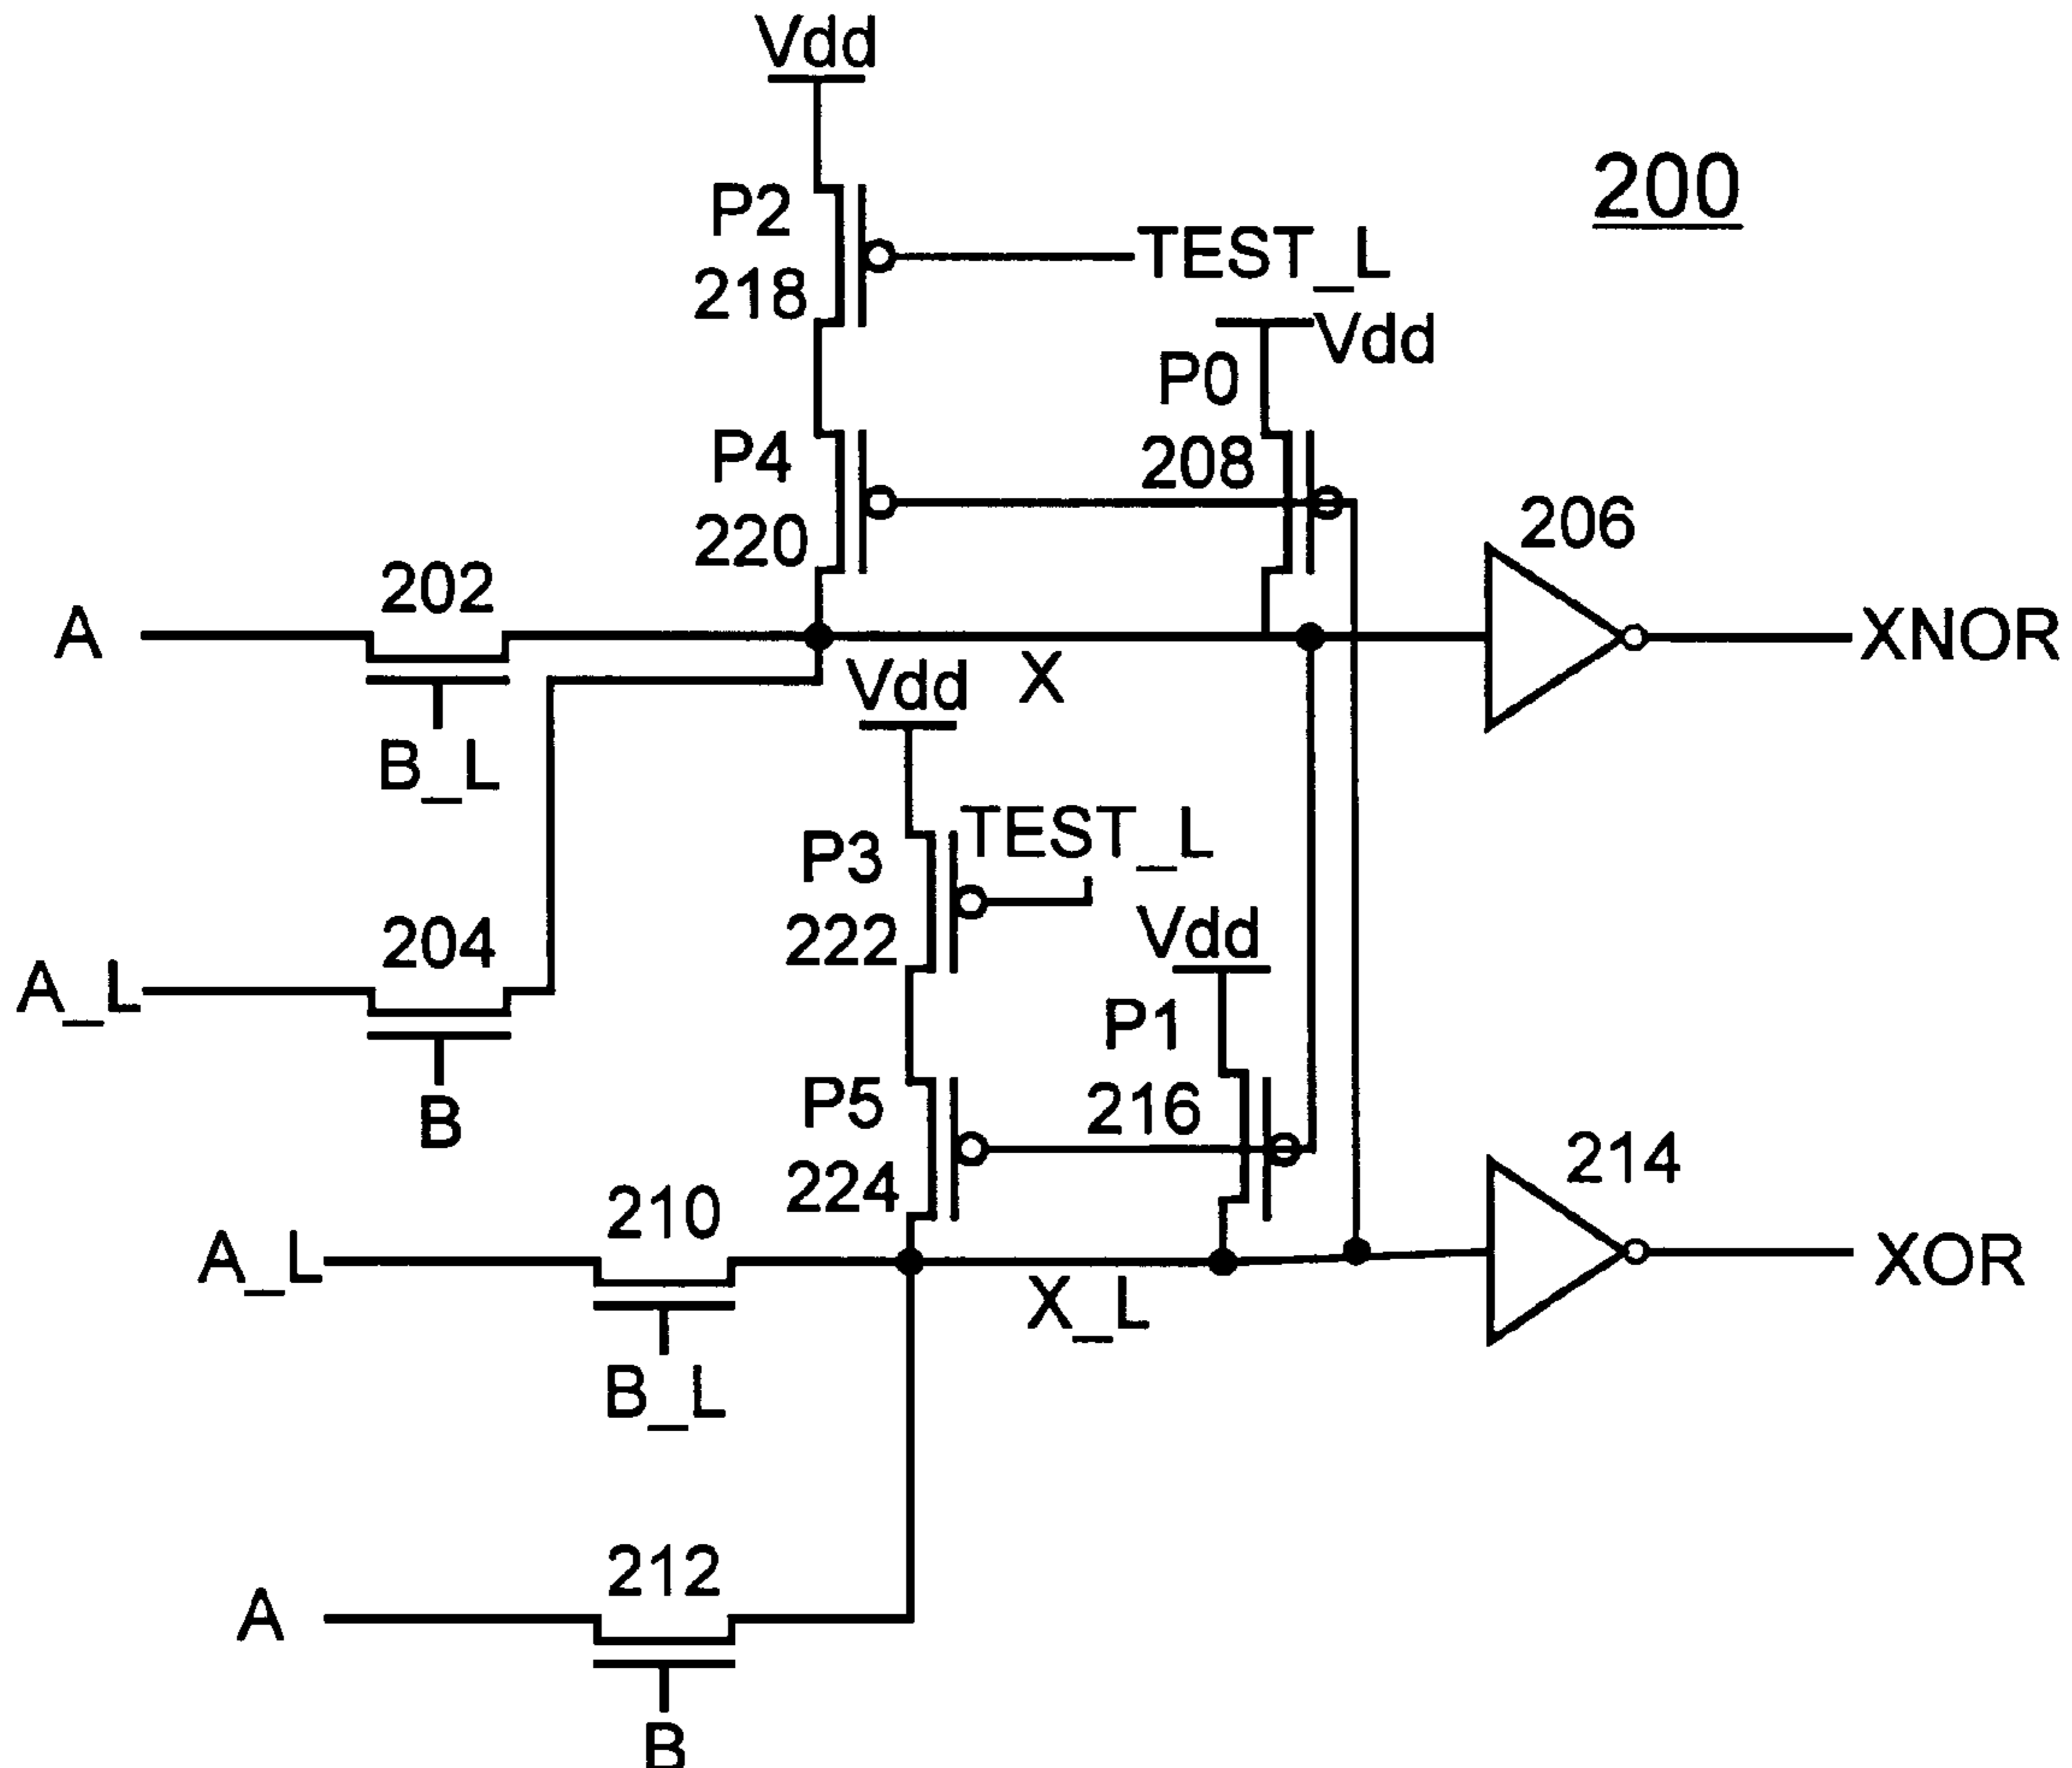 Vdd
200
P2
218
TEST_L
Vdd
P0
208
P4
220
206
202
A
B_L
X
XNOR
Vdd
TEST_L
P3
222
204
A_L
B
Vdd
P1
216
P5
224
214
210
A_L
B_L
X_L
XOR
212
A
B